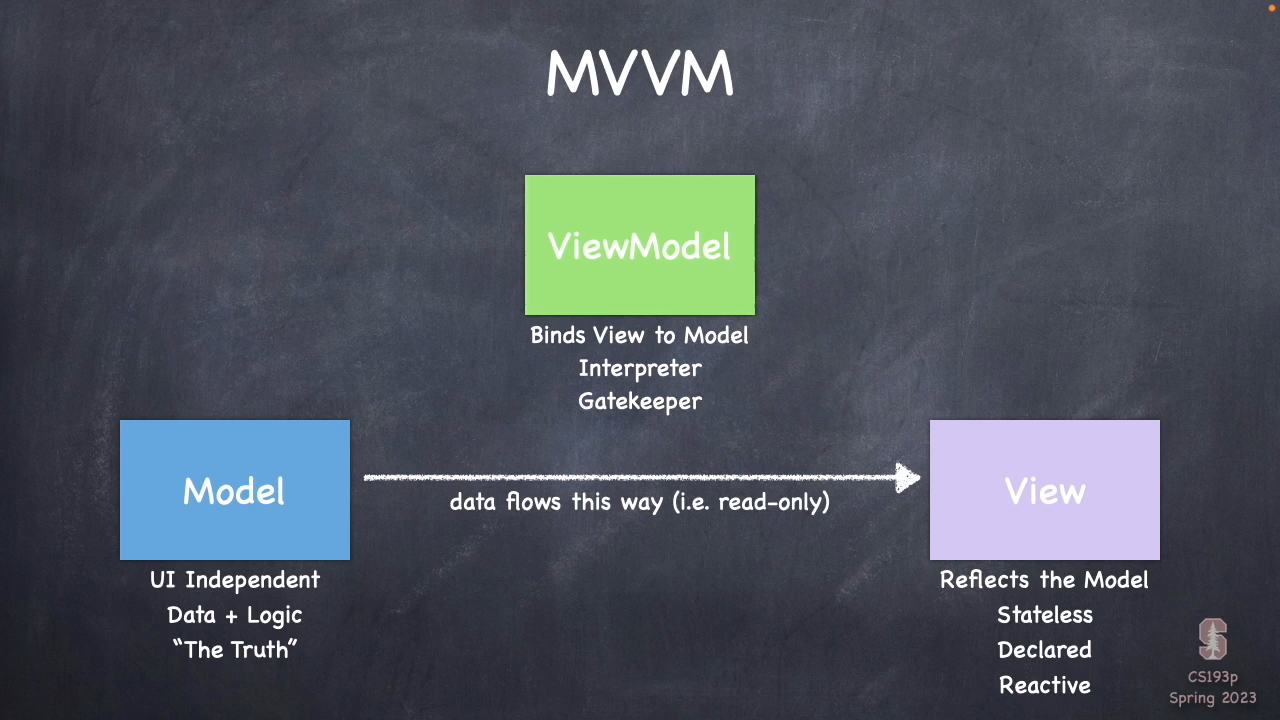 MVVM
ViewModel
Binds View to Model
Interpreter
Gatekeeper
Model
data flows this way (i.e. read-only)
View
UI Independent
Data + Logic
“The Truth”
Reflects the Model
Stateless
Declared
Reactive
S
CS193p
Spring 2023